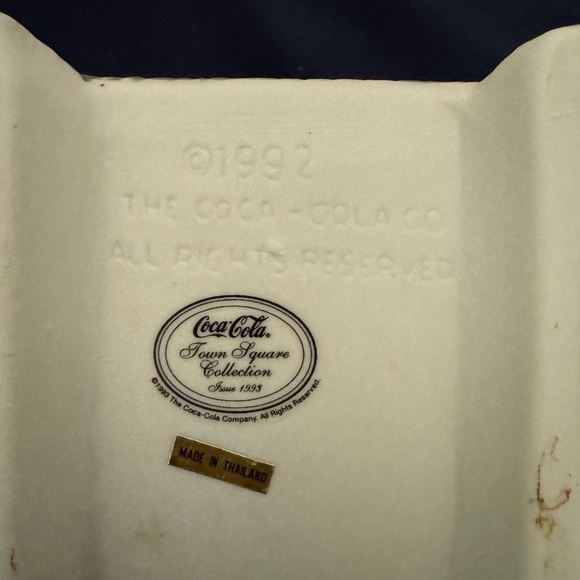 ©1992
THE COCA-COLA CO
ALL RIGHTS RESERVED
Coca-Cola®
Town Square
Collection
Issue 1993
©1993 The Coca-Cola Company. All Rights Reserved.
MADE IN THAILAND